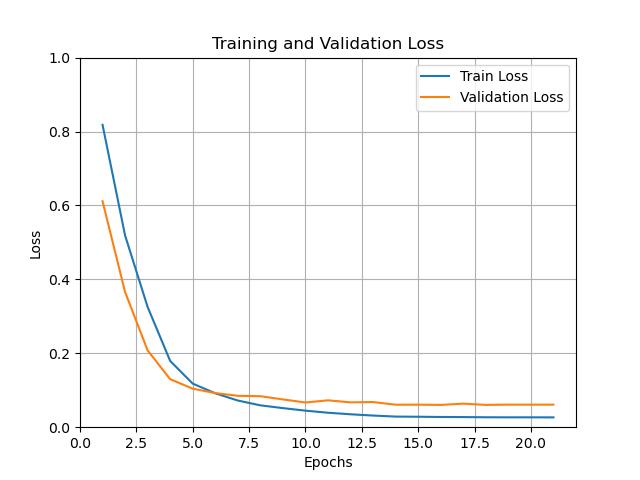 Training and Validation Loss
1.0
Train Loss
Validation Loss
0.8
0.6
Loss
0.4
0.2
0.0
0.0 2.5 5.0 7.5 10.0 12.5 15.0 17.5 20.0
Epochs